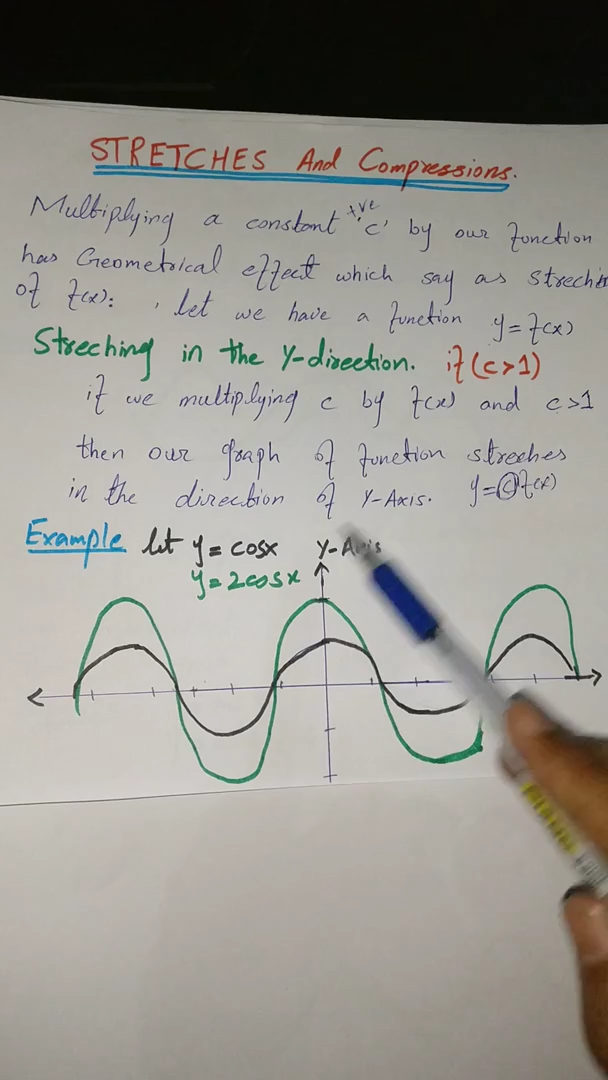 STRETCHES And Compressions.
Multiplying a constant +ve 'c' by our function
has Geometrical effect which say as
of f(x): , let we have a function y = f(x)
Streching in the Y-direction. if (c>1)
if we multiplying c by f(x) and c>1
then our graph of function streches
in the direction of Y-Axis. y = c f(x)
Example let y = cosx Y-Axis
y = 2cosx